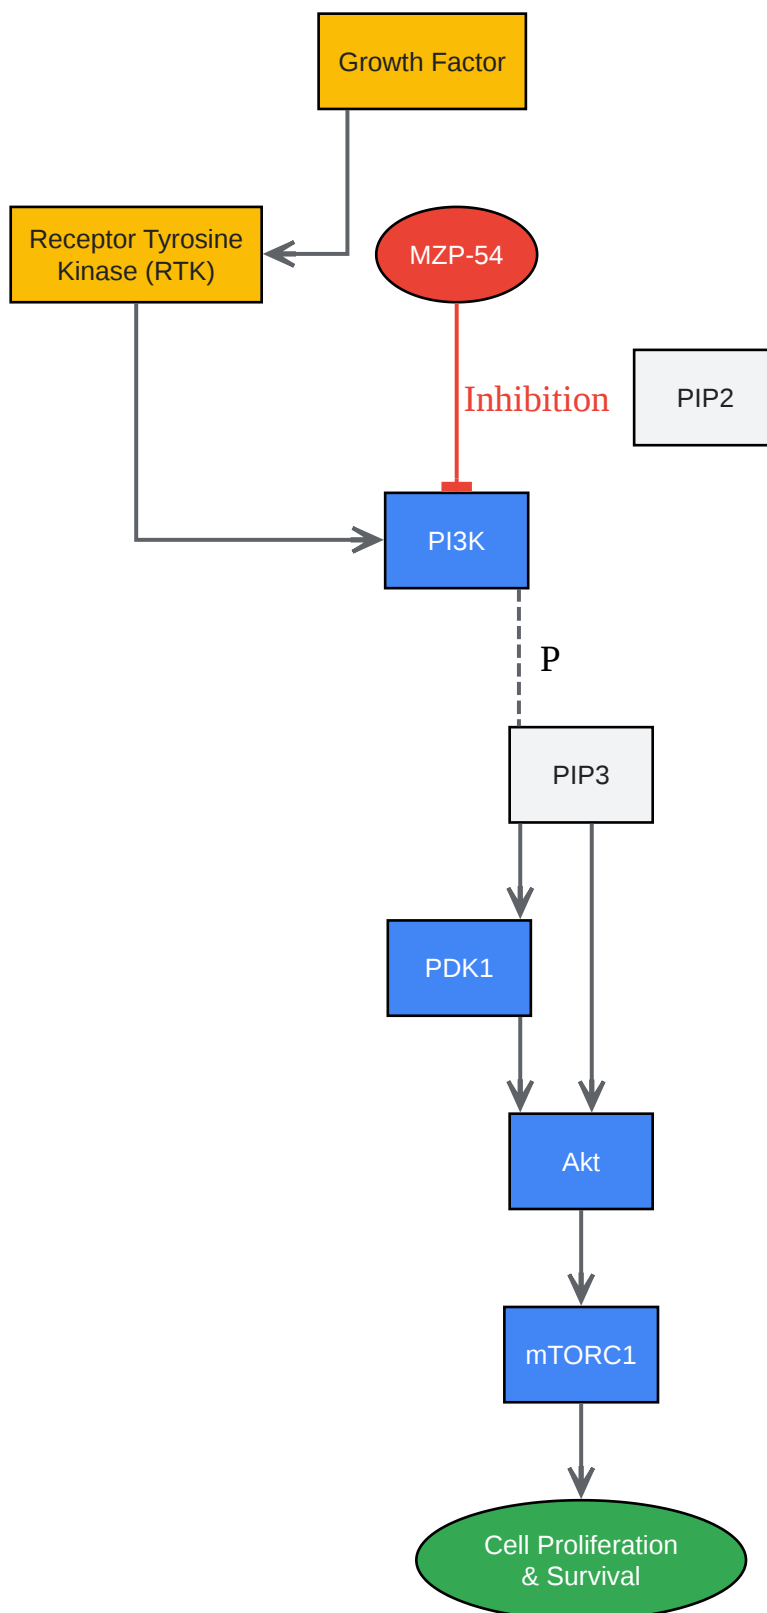 Growth Factor
Receptor Tyrosine
Kinase (RTK)
MZP-54
Inhibition
PIP2
PI3K
P
PIP3
PDK1
Akt
mTORC1
Cell Proliferation
& Survival